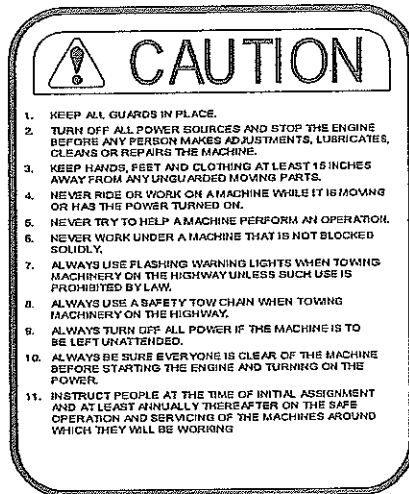 CAUTION
1. KEEP ALL GUARDS IN PLACE.
2. TURN OFF ALL POWER SOURCES AND STOP THE ENGINE
BEFORE ANY PERSON MAKES ADJUSTMENTS, LUBRICATES,
CLEANS OR REPAIRS THE MACHINE.
3. KEEP HANDS, FEET AND CLOTHING AT LEAST 15 INCHES
AWAY FROM ANY UNGUARDED MOVING PARTS.
4. NEVER RIDE OR WORK ON A MACHINE WHILE IT IS MOVING
OR HAS THE POWER TURNED ON.
5. NEVER TRY TO HELP A MACHINE PERFORM AN OPERATION.
6. NEVER WORK UNDER A MACHINE THAT IS NOT BLOCKED
SOLIDLY.
7. ALWAYS USE FLASHING WARNING LIGHTS WHEN TOWING
MACHINERY ON THE HIGHWAY UNLESS SUCH USE IS
PROHIBITED BY LAW.
8. ALWAYS USE A SAFETY TOW CHAIN WHEN TOWING
MACHINERY ON THE HIGHWAY.
9. ALWAYS TURN OFF ALL POWER IF THE MACHINE IS TO
BE LEFT UNATTENDED.
10. ALWAYS BE SURE EVERYONE IS CLEAR OF THE MACHINE
BEFORE STARTING THE ENGINE AND TURNING ON THE
POWER.
11. INSTRUCT PEOPLE AT THE TIME OF INITIAL ASSIGNMENT
AND AT LEAST ANNUALLY THEREAFTER ON THE SAFE
OPERATION AND SERVICING OF THE MACHINES AROUND
WHICH THEY WILL BE WORKING